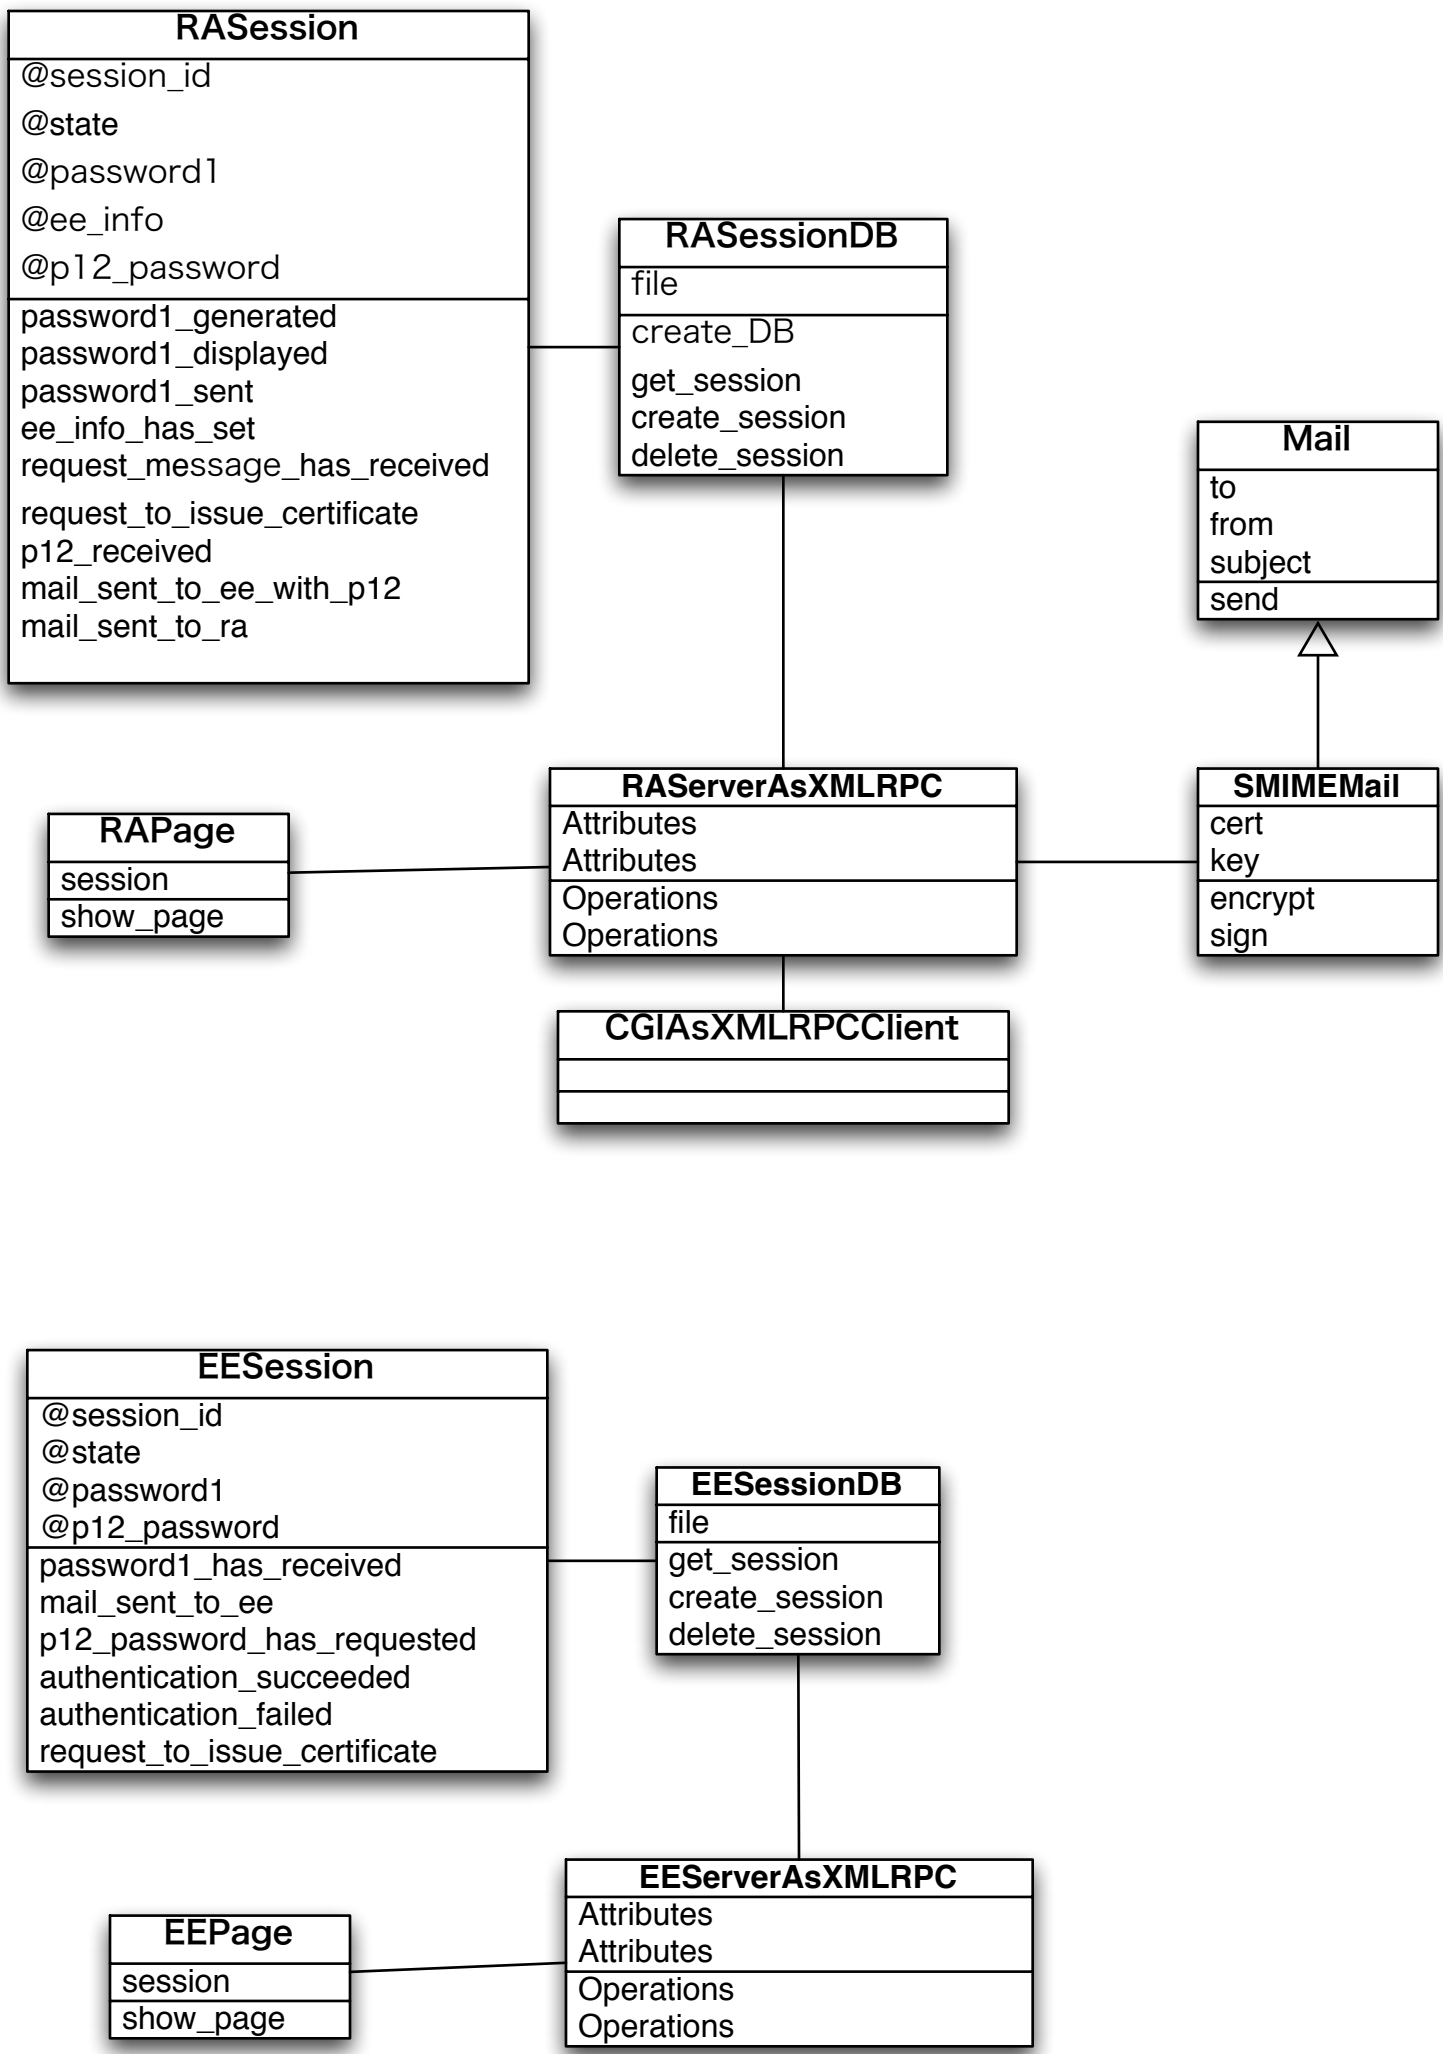 RASession
@session_id
@state
@password1
@ee_info
@p12_password
password1_generated
password1_displayed
password1_sent
ee_info_has_set
request_message_has_received
request_to_issue_certificate
p12_received
mail_sent_to_ee_with_p12
mail_sent_to_ra
RASessionDB
file
create_DB
get_session
create_session
delete_session
Mail
to
from
subject
send
RAPage
session
show_page
RAServerAsXMLRPC
Attributes
Attributes
Operations
Operations
SMIMEMail
cert
key
encrypt
sign
CGIAsXMLRPCClient
EESession
@session_id
@state
@password1
@p12_password
password1_has_received
mail_sent_to_ee
p12_password_has_requested
authentication_succeeded
authentication_failed
request_to_issue_certificate
EESessionDB
file
get_session
create_session
delete_session
EEPage
session
show_page
EEServerAsXMLRPC
Attributes
Attributes
Operations
Operations